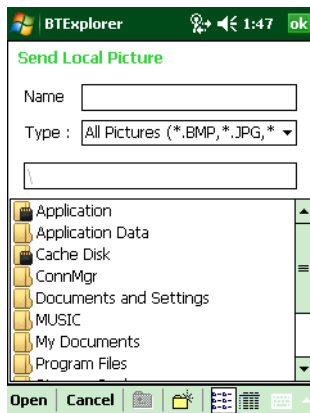 BTExplorer 1:47 ok
Send Local Picture
Name
Type : All Pictures (*.BMP,*.JPG,*
\
Application
Application Data
Cache Disk
ConnMgr
Documents and Settings
MUSIC
My Documents
Program Files
Open Cancel